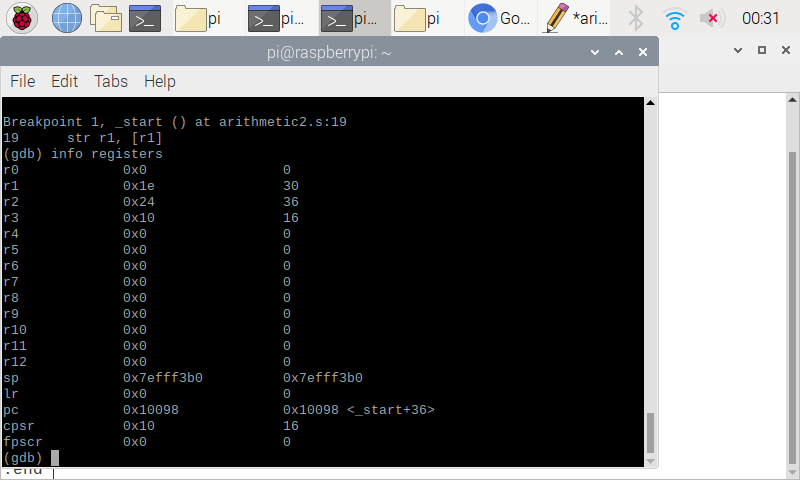 pi
pi...
pi...
pi
Go...
*ari...
00:31
pi@raspberrypi: ~
File Edit Tabs Help
Breakpoint 1, _start () at arithmetic2.s:19
19      str r1, [r1]
(gdb) info registers
r0             0x0                 0
r1             0x1e                30
r2             0x24                36
r3             0x10                16
r4             0x0                 0
r5             0x0                 0
r6             0x0                 0
r7             0x0                 0
r8             0x0                 0
r9             0x0                 0
r10            0x0                 0
r11            0x0                 0
r12            0x0                 0
sp             0x7efff3b0          0x7efff3b0
lr             0x0                 0
pc             0x10098             0x10098 <_start+36>
cpsr           0x10                16
fpscr          0x0                 0
(gdb)
.end